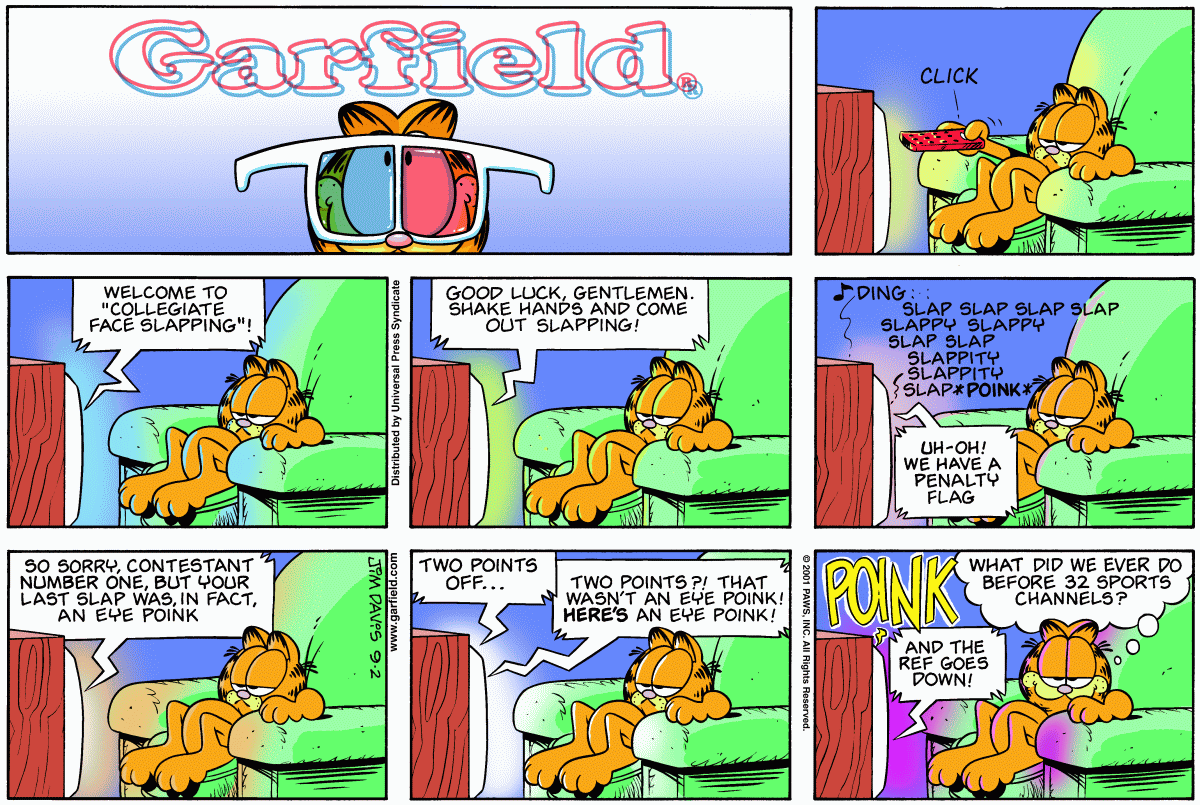 Garfield®
CLICK
WELCOME TO
"COLLEGIATE
FACE SLAPPING"!
Distributed by Universal Press Syndicate
GOOD LUCK, GENTLEMEN.
SHAKE HANDS AND COME
OUT SLAPPING!
♪DING
SLAP SLAP SLAP SLAP
SLAPPY SLAPPY
SLAP SLAP
SLAPPITY
SLAPPITY
SLAP*POINK*
UH-OH!
WE HAVE A
PENALTY
FLAG
SO SORRY, CONTESTANT
NUMBER ONE, BUT YOUR
LAST SLAP WAS, IN FACT,
AN EYE POINK
JIM DAVIS 9·2
www.garfield.com
TWO POINTS
OFF...
TWO POINTS?! THAT
WASN'T AN EYE POINK!
HERE'S AN EYE POINK!
© 2001 PAWS, INC. All Rights Reserved.
POINK
WHAT DID WE EVER DO
BEFORE 32 SPORTS
CHANNELS?
AND THE
REF GOES
DOWN!